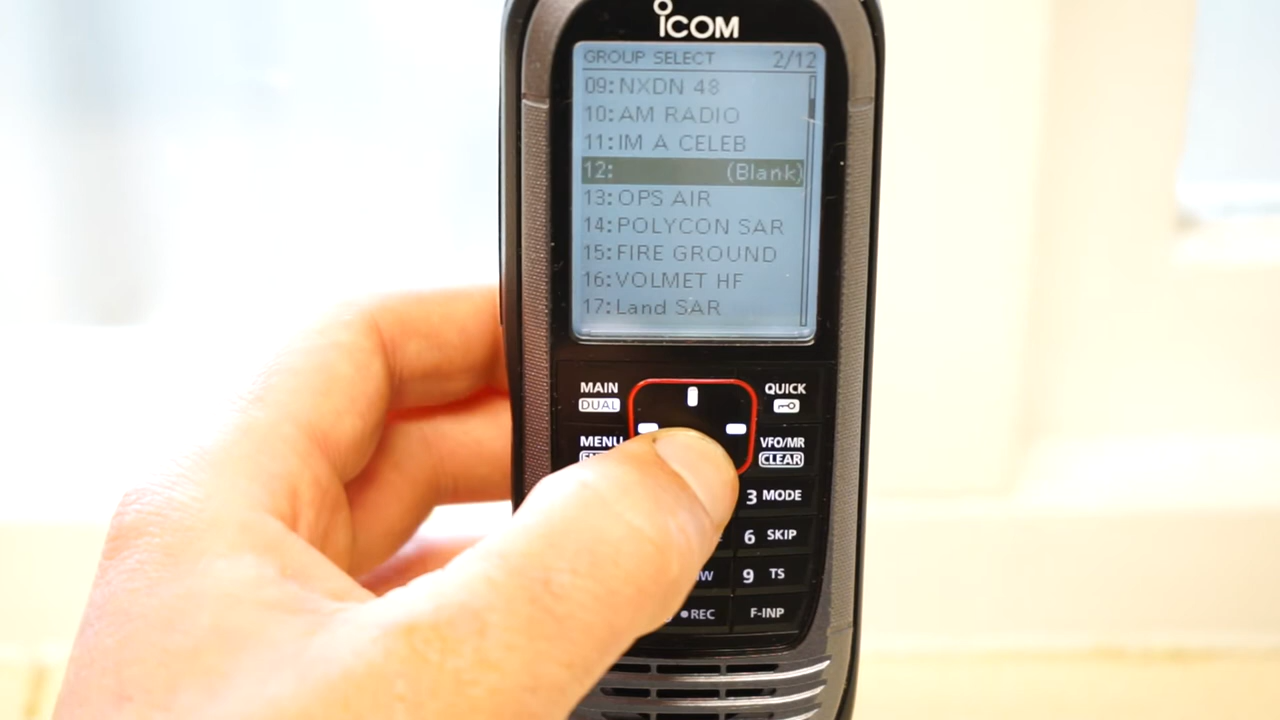 iCOM
GROUP SELECT 2/12
09:NXDN 48
10:AM RADIO
11:IM A CELEB
12: (Blank)
13:OPS AIR
14:POLYCON SAR
15:FIRE GROUND
16:VOLMET HF
17:Land SAR
MAIN QUICK
DUAL
MENU VFO/MR
CLEAR
3 MODE
6 SKIP
9 TS
REC F-INP